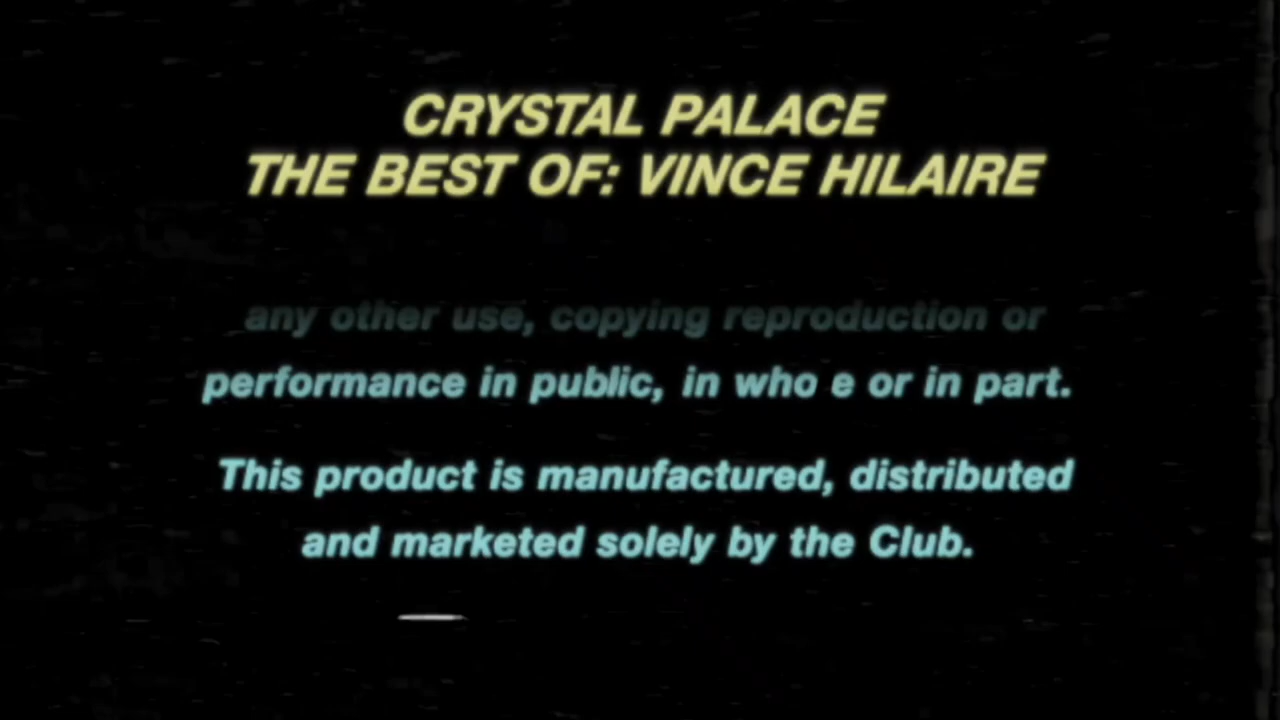 CRYSTAL PALACE
THE BEST OF: VINCE HILAIRE
any other use, copying reproduction or
performance in public, in who e or in part.
This product is manufactured, distributed
and marketed solely by the Club.